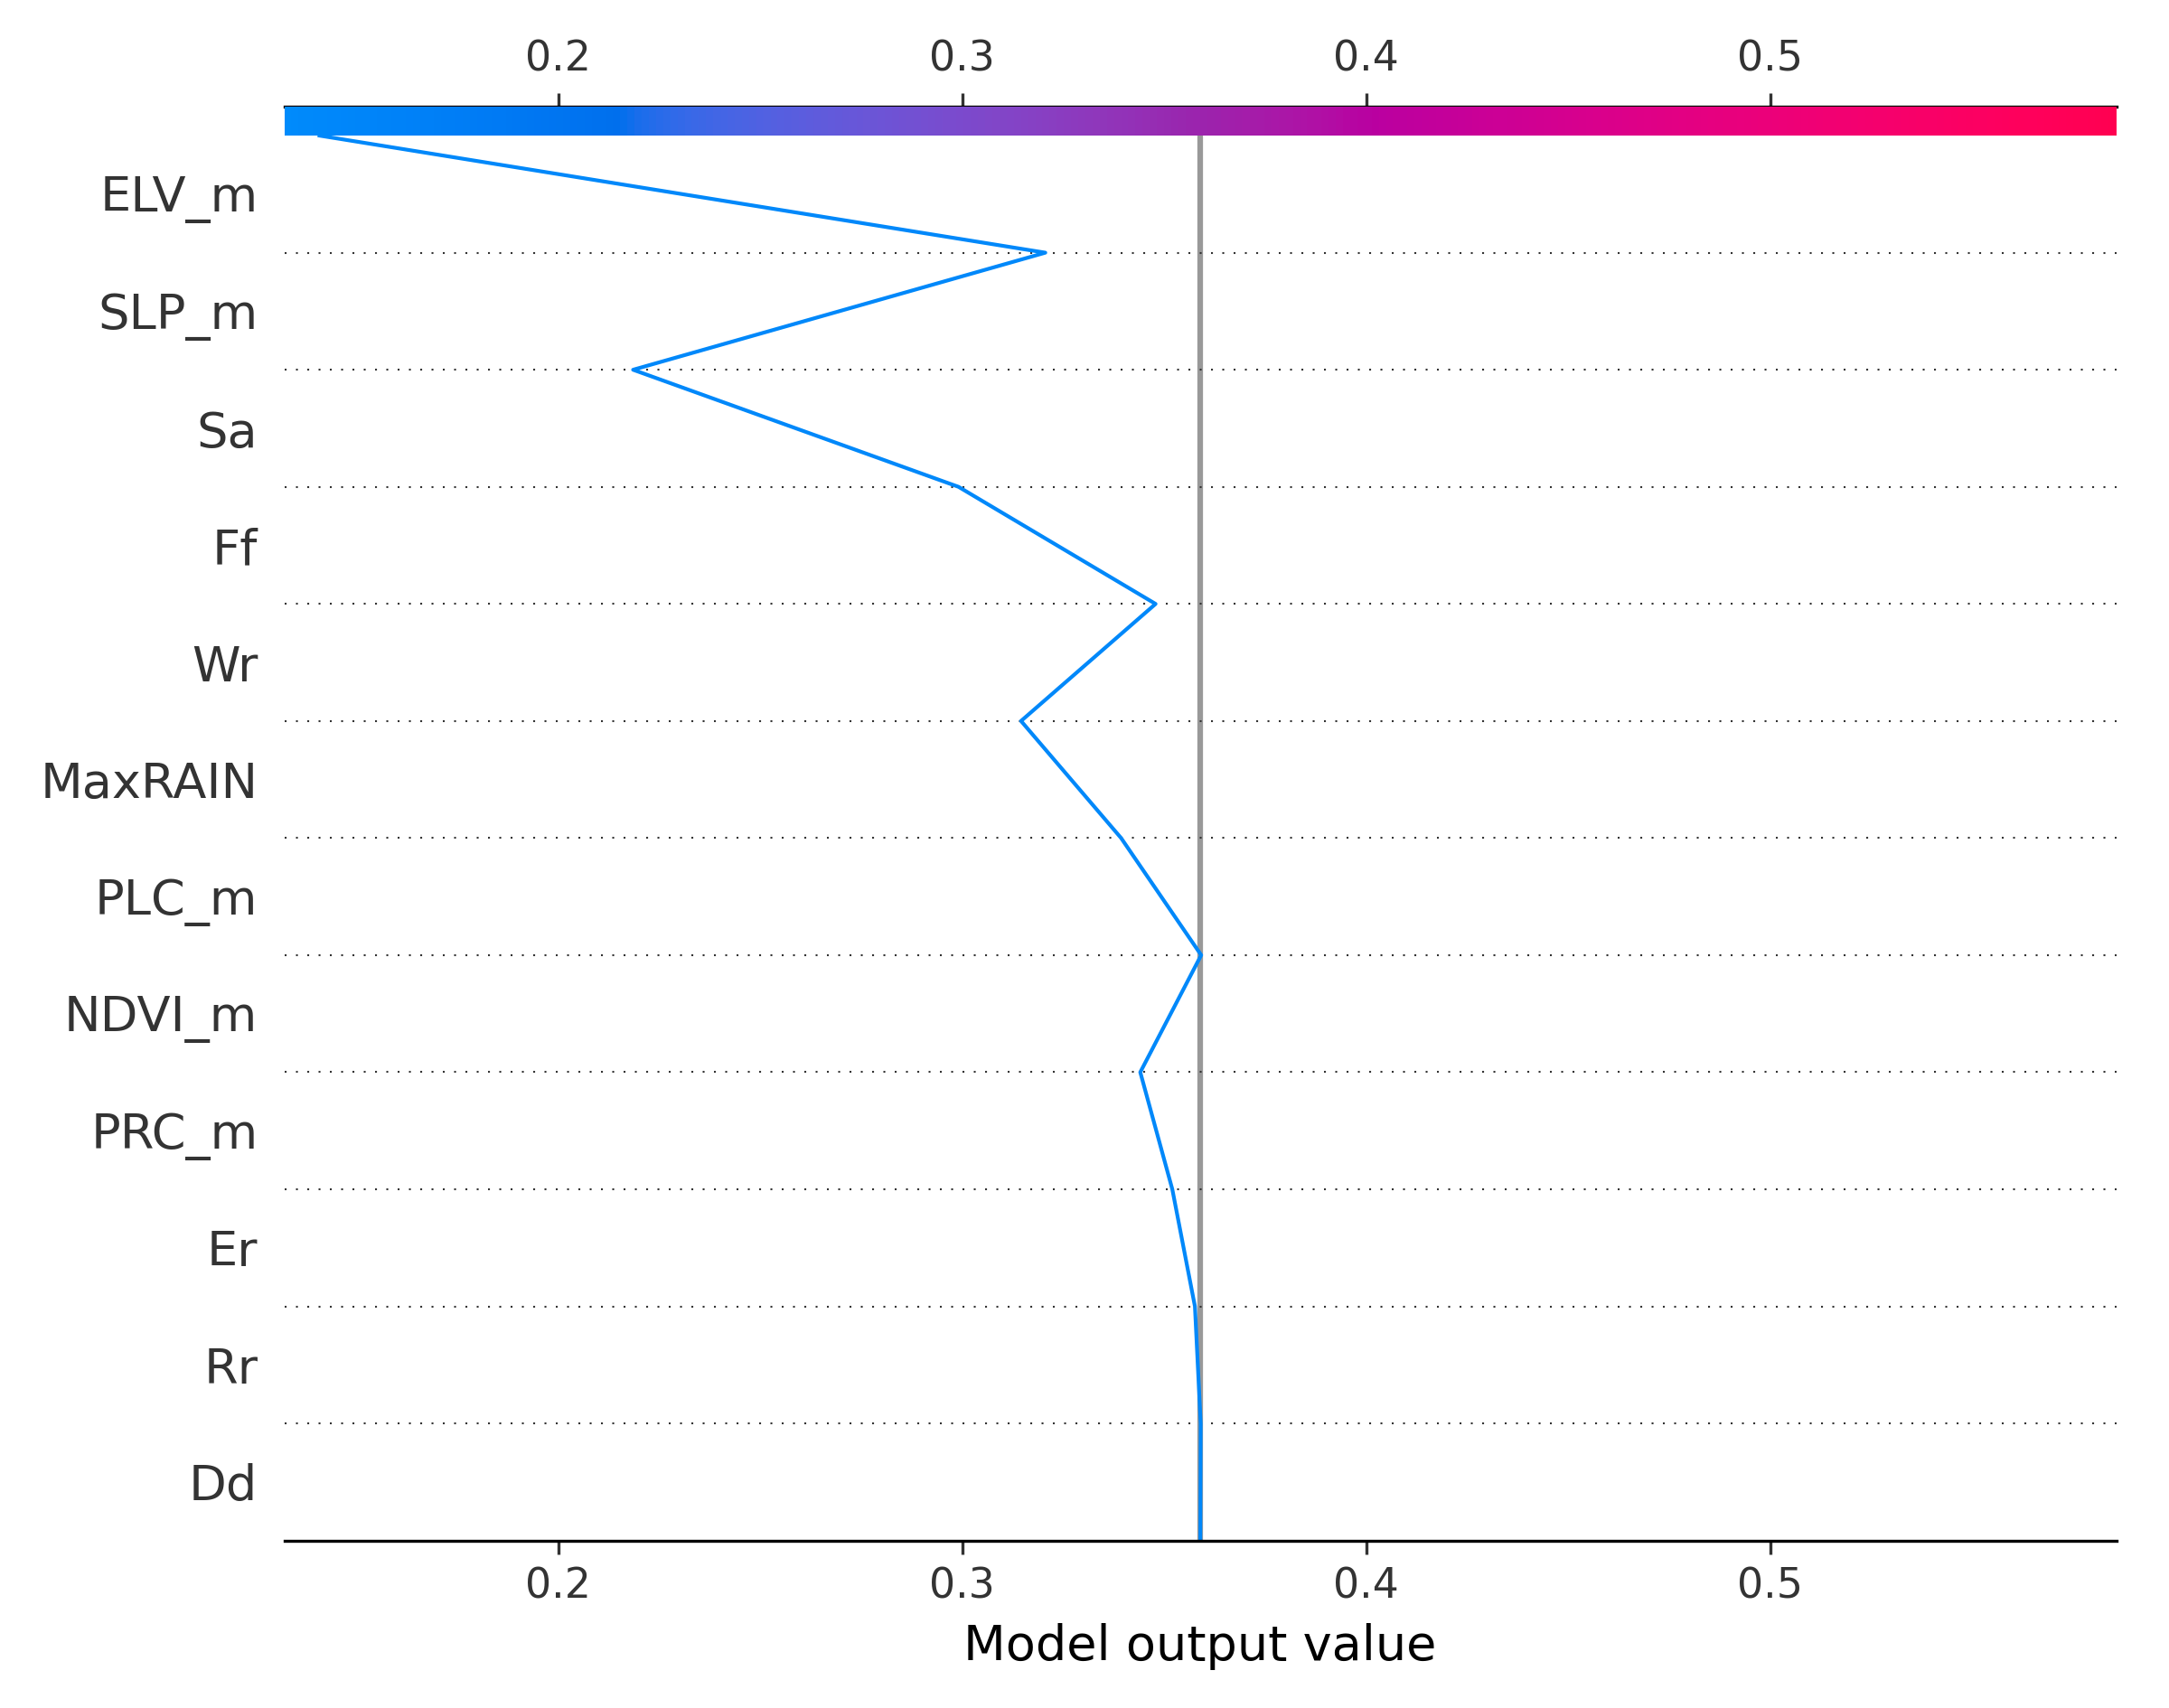 0.2 0.3 0.4 0.5
ELV_m
SLP_m
Sa
Ff
Wr
MaxRAIN
PLC_m
NDVI_m
PRC_m
Er
Rr
Dd
0.2 0.3 0.4 0.5
Model output value